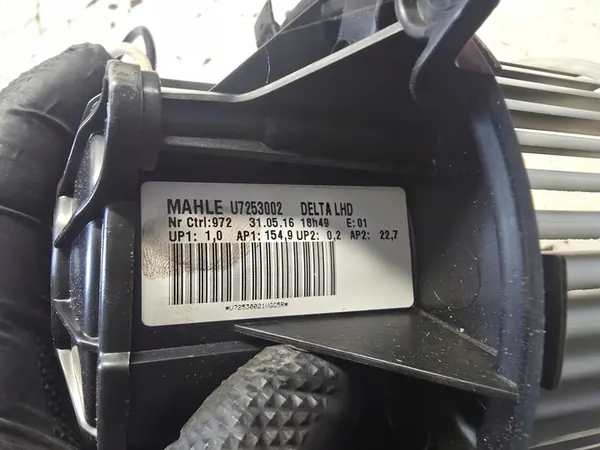 MAHLE U7253002 DELTA LHD
Nr Ctrl:972 31.05.16 18h49 E:01
UP1: 1,0 AP1: 154,9 UP2: 0,2 AP2: 22,7
*U72530021VGO5R*